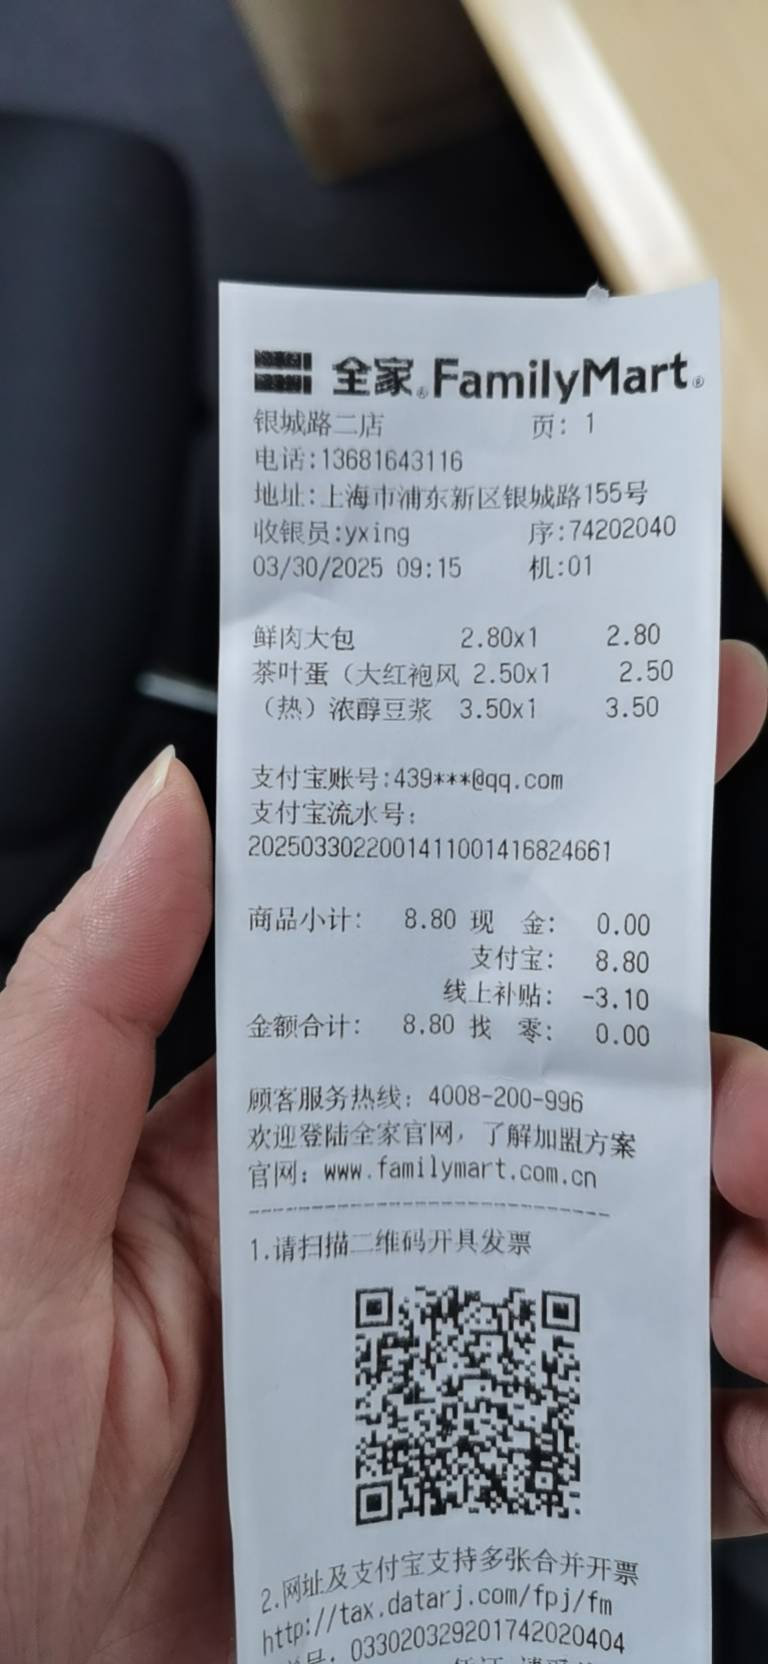 全家® FamilyMart®
银城路二店 页: 1
电话:13681643116
地址:上海市浦东新区银城路155号
收银员:yxing 序:74202040
03/30/2025 09:15 机:01
鲜肉大包 2.80x1 2.80
茶叶蛋（大红袍风 2.50x1 2.50
（热）浓醇豆浆 3.50x1 3.50
支付宝账号:439***@qq.com
支付宝流水号:
2025033022001411001416824661
商品小计: 8.80 现 金: 0.00
支付宝: 8.80
线上补贴: -3.10
金额合计: 8.80 找 零: 0.00
顾客服务热线: 4008-200-996
欢迎登陆全家官网，了解加盟方案
官网: www.familymart.com.cn
1.请扫描二维码开具发票
2.网址及支付宝支持多张合并开票
http://tax.datarj.com/fpj/fm
单号: 033020329201742020404